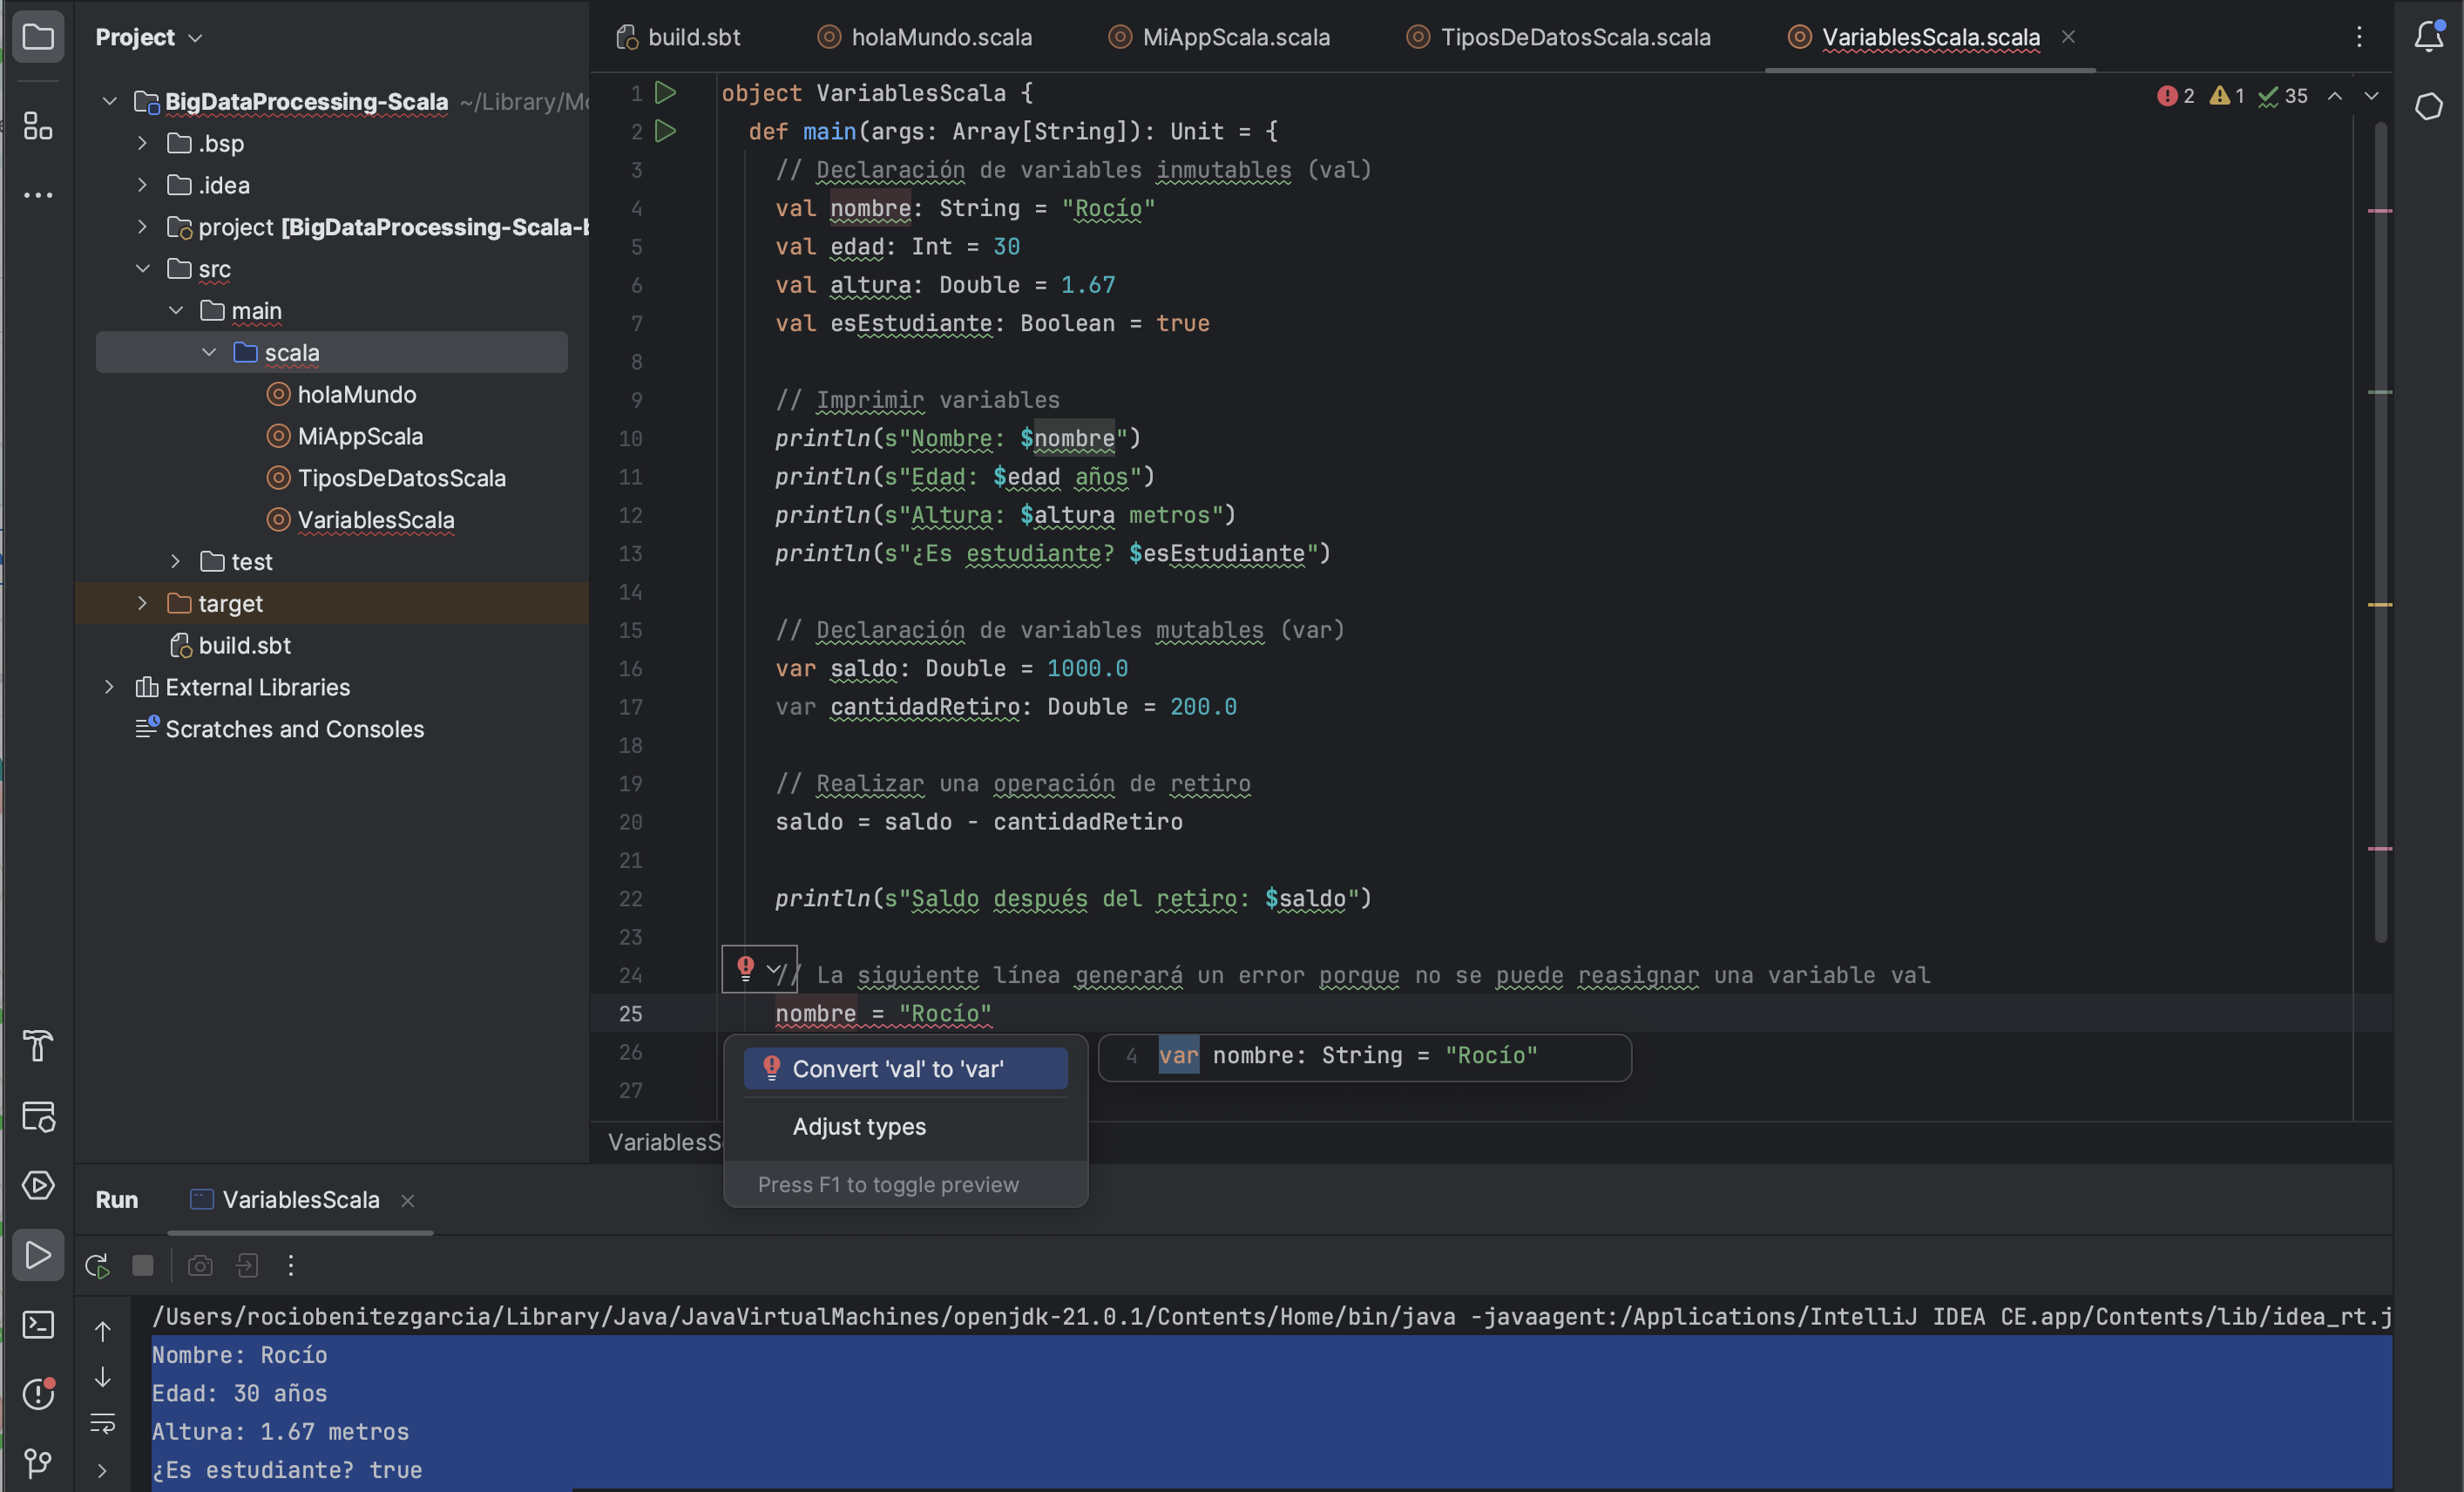 Project
build.sbt
holaMundo.scala
MiAppScala.scala
TiposDeDatosScala.scala
VariablesScala.scala
BigDataProcessing-Scala ~/Library/Mo
.bsp
.idea
project [BigDataProcessing-Scala-b
src
main
scala
holaMundo
MiAppScala
TiposDeDatosScala
VariablesScala
test
target
build.sbt
External Libraries
Scratches and Consoles
2 1 35
1 object VariablesScala {
2 def main(args: Array[String]): Unit = {
3 // Declaración de variables inmutables (val)
4 val nombre: String = "Rocío"
5 val edad: Int = 30
6 val altura: Double = 1.67
7 val esEstudiante: Boolean = true
8
9 // Imprimir variables
10 println(s"Nombre: $nombre")
11 println(s"Edad: $edad años")
12 println(s"Altura: $altura metros")
13 println(s"¿Es estudiante? $esEstudiante")
14
15 // Declaración de variables mutables (var)
16 var saldo: Double = 1000.0
17 var cantidadRetiro: Double = 200.0
18
19 // Realizar una operación de retiro
20 saldo = saldo - cantidadRetiro
21
22 println(s"Saldo después del retiro: $saldo")
23
24 // La siguiente línea generará un error porque no se puede reasignar una variable val
25 nombre = "Rocío"
26
27
Convert 'val' to 'var'
Adjust types
Press F1 to toggle preview
4 var nombre: String = "Rocío"
VariablesS
Run
VariablesScala
/Users/rociobenitezgarcia/Library/Java/JavaVirtualMachines/openjdk-21.0.1/Contents/Home/bin/java -javaagent:/Applications/IntelliJ IDEA CE.app/Contents/lib/idea_rt.j
Nombre: Rocío
Edad: 30 años
Altura: 1.67 metros
¿Es estudiante? true